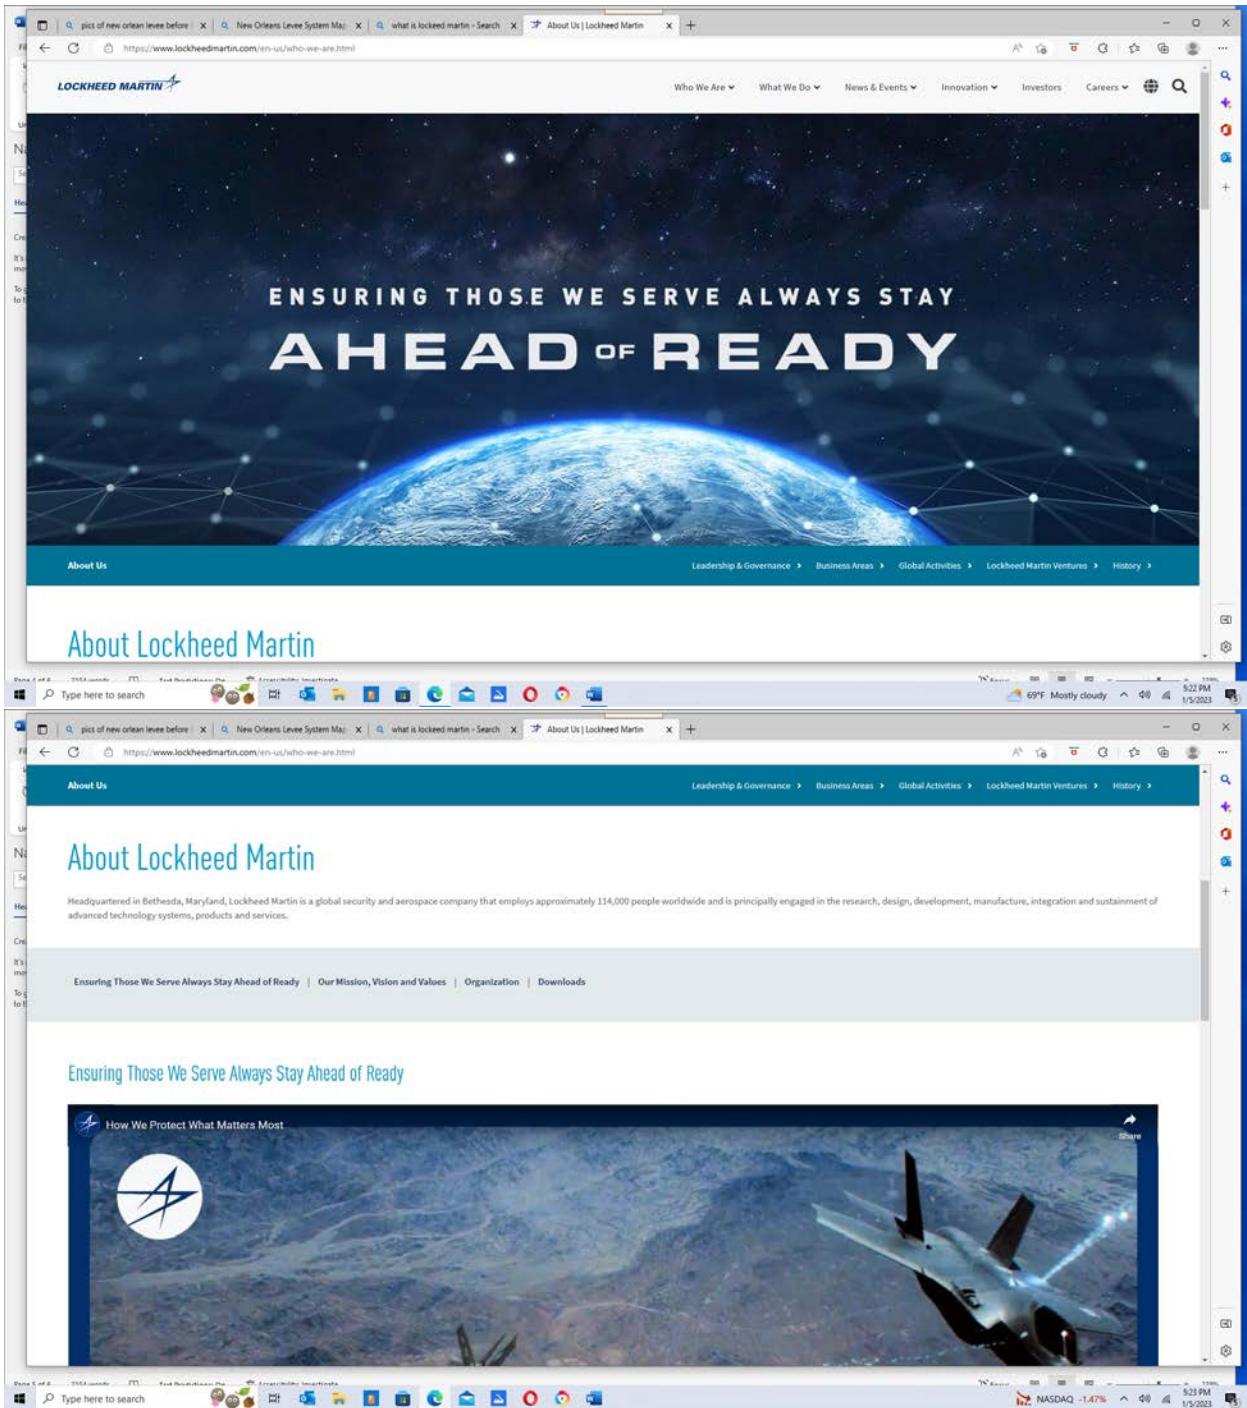 pics of new orlean levee before
New Orleans Levee System Map
what is lockeed martin - Search
About Us | Lockheed Martin
https://www.lockheedmartin.com/en-us/who-we-are.html
LOCKHEED MARTIN
Who We Are
What We Do
News & Events
Innovation
Investors
Careers
ENSURING THOSE WE SERVE ALWAYS STAY
AHEAD OF READY
About Us
Leadership & Governance
Business Areas
Global Activities
Lockheed Martin Ventures
History
About Lockheed Martin
Type here to search
69°F Mostly cloudy
5:22 PM
1/5/2023
pics of new orlean levee before
New Orleans Levee System Map
what is lockeed martin - Search
About Us | Lockheed Martin
https://www.lockheedmartin.com/en-us/who-we-are.html
About Us
Leadership & Governance
Business Areas
Global Activities
Lockheed Martin Ventures
History
About Lockheed Martin
Headquartered in Bethesda, Maryland, Lockheed Martin is a global security and aerospace company that employs approximately 114,000 people worldwide and is principally engaged in the research, design, development, manufacture, integration and sustainment of
advanced technology systems, products and services.
Ensuring Those We Serve Always Stay Ahead of Ready | Our Mission, Vision and Values | Organization | Downloads
Ensuring Those We Serve Always Stay Ahead of Ready
How We Protect What Matters Most
Share
Type here to search
NASDAQ -1.47%
5:23 PM
1/5/2023